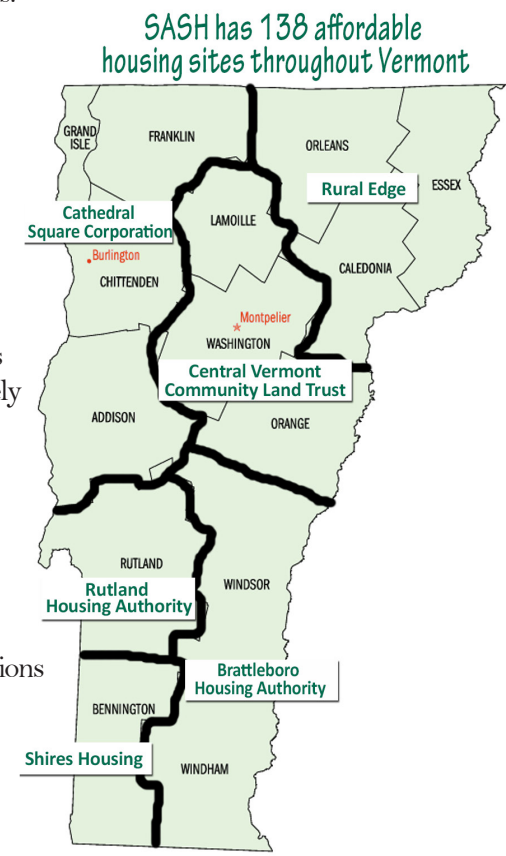 s.
SASH has 138 affordable
housing sites throughout Vermont
GRAND
ISLE
FRANKLIN
ORLEANS
ESSEX
Rural Edge
Cathedral
Square Corporation
LAMOILLE
Burlington
CHITTENDEN
CALEDONIA
Montpelier
WASHINGTON
s
ely
Central Vermont
Community Land Trust
ADDISON
ORANGE
RUTLAND
WINDSOR
Rutland
Housing Authority
ions
Brattleboro
Housing Authority
BENNINGTON
Shires Housing
WINDHAM